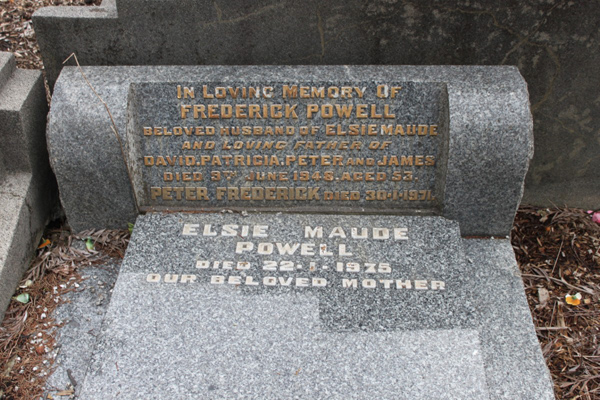 IN LOVING MEMORY OF
FREDERICK POWELL
BELOVED HUSBAND OF ELSIE MAUDE
AND LOVING FATHER OF
DAVID, PATRICIA, PETER AND JAMES
DIED 9TH JUNE 1948. AGED 53.
PETER FREDERICK DIED 30.1.1971
ELSIE MAUDE
POWELL
DIED 22.1.1975
OUR BELOVED MOTHER